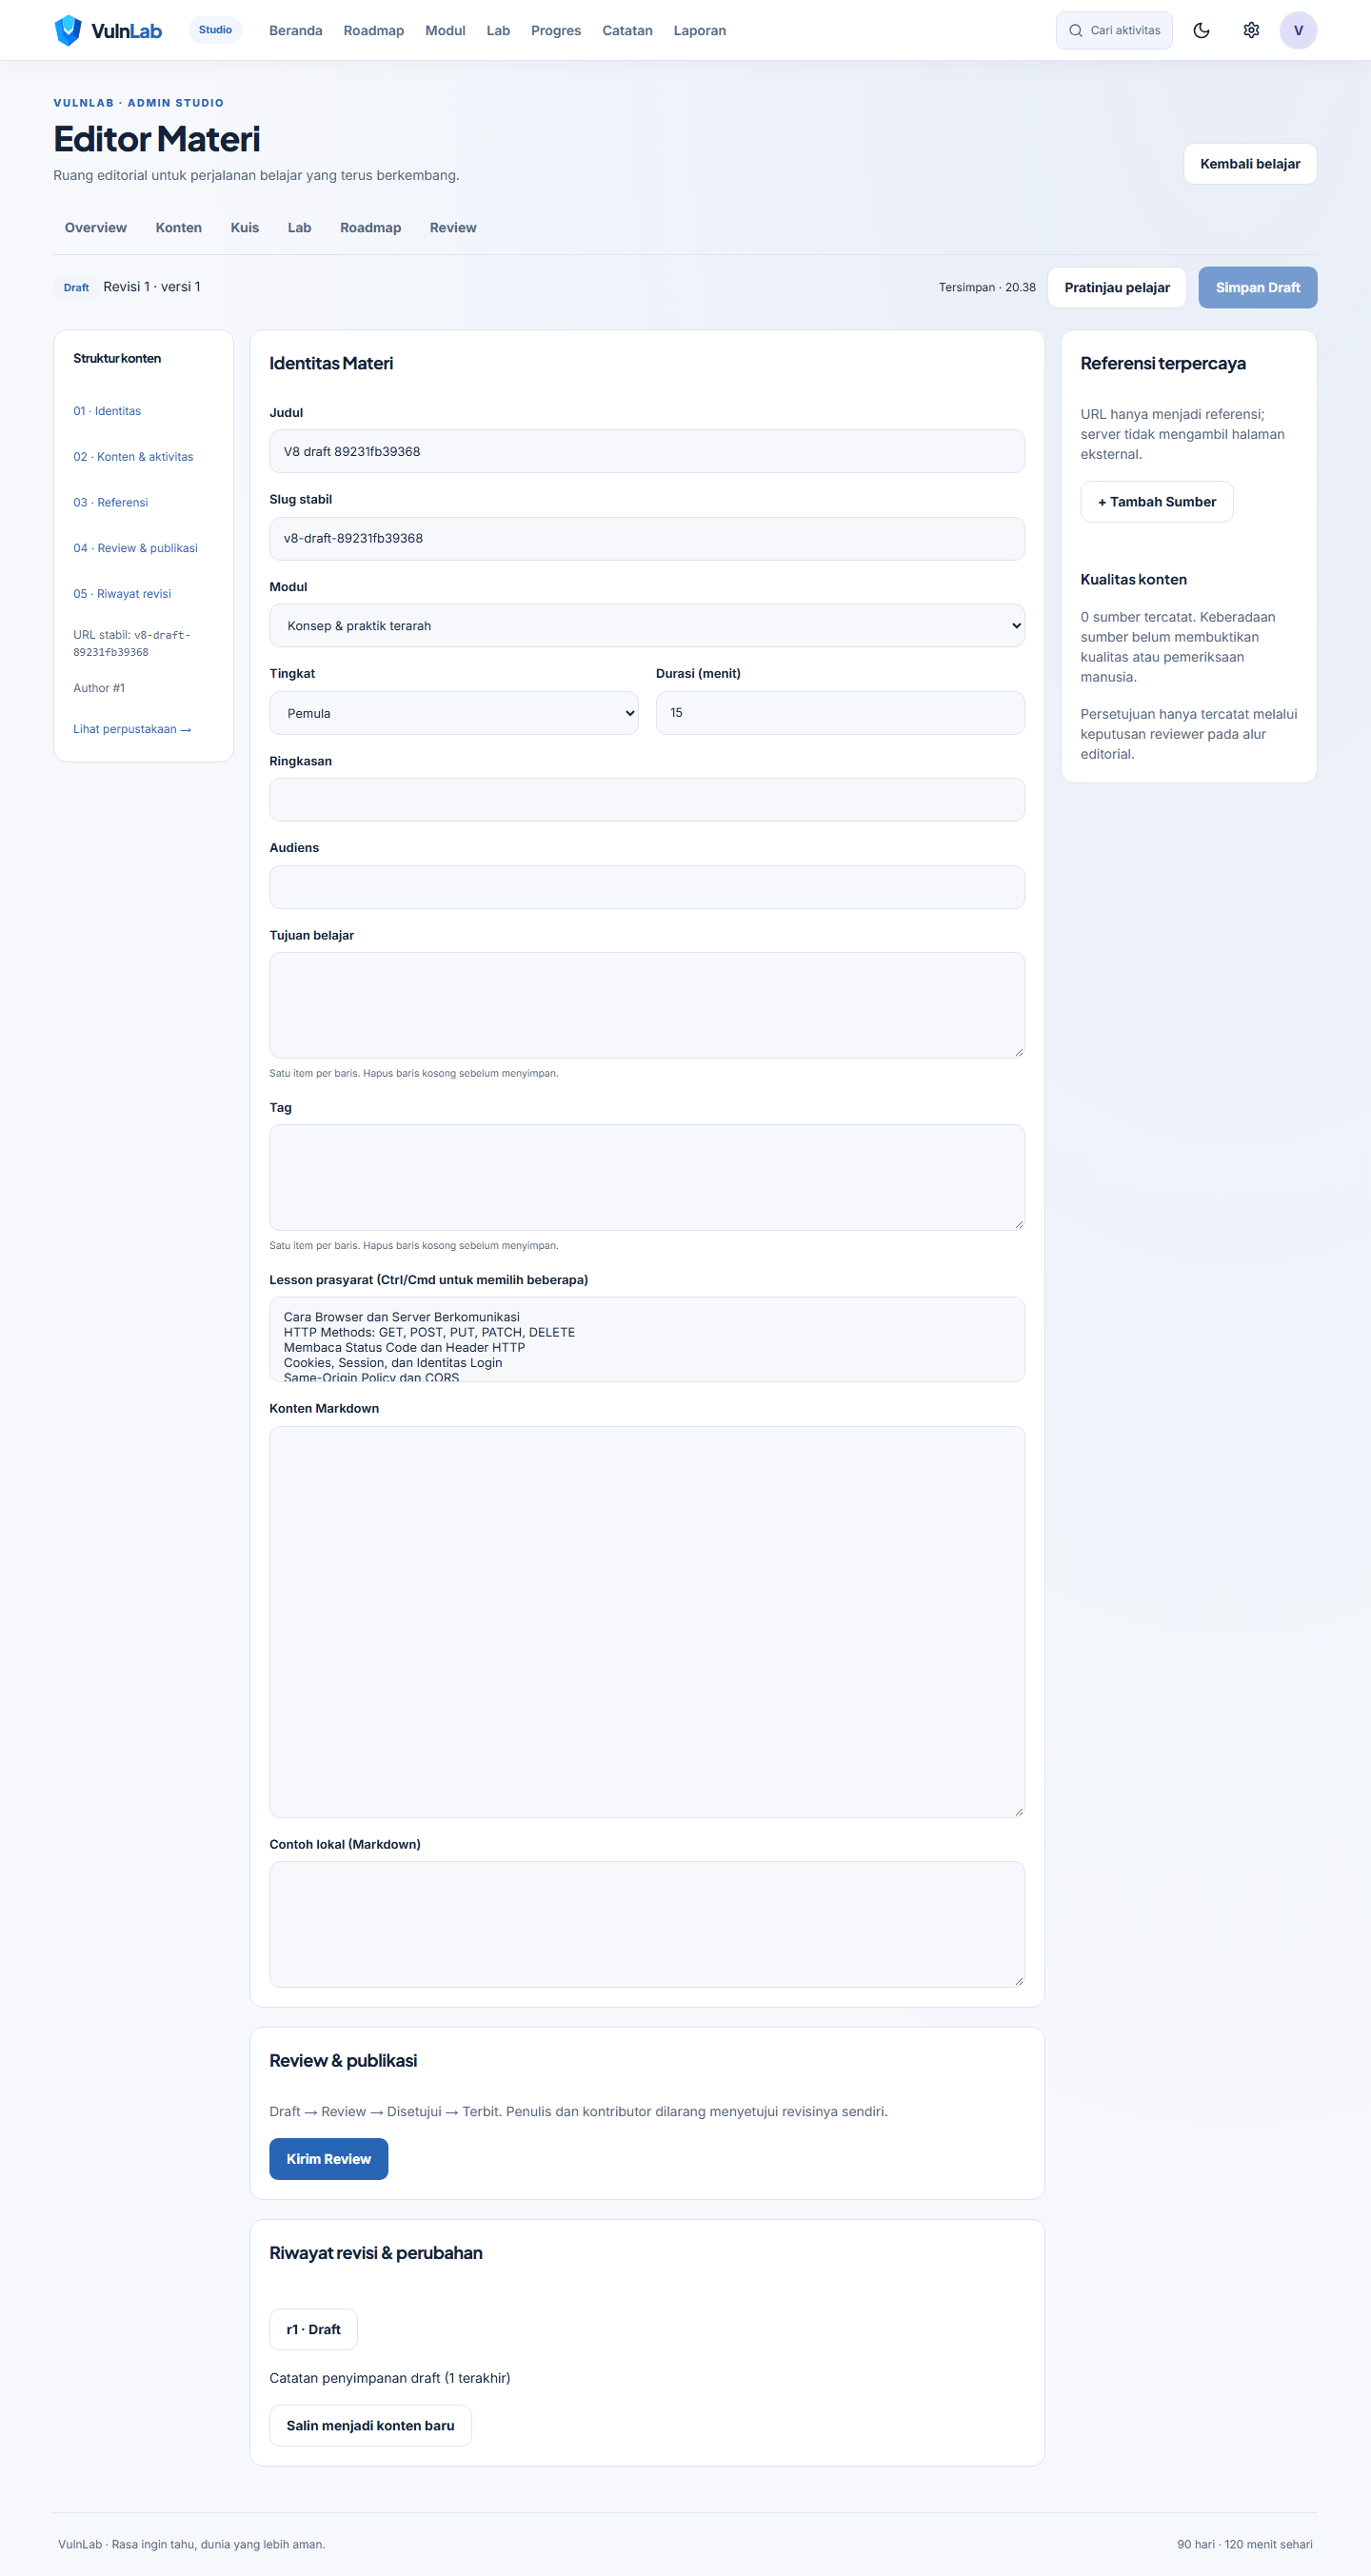 VulnLab
Studio
Beranda
Roadmap
Modul
Lab
Progres
Catatan
Laporan
Cari aktivitas
V
VULNLAB · ADMIN STUDIO
Editor Materi
Ruang editorial untuk perjalanan belajar yang terus berkembang.
Kembali belajar
Overview
Konten
Kuis
Lab
Roadmap
Review
Draft
Revisi 1 · versi 1
Tersimpan · 20.38
Pratinjau pelajar
Simpan Draft
Struktur konten
01 · Identitas
02 · Konten & aktivitas
03 · Referensi
04 · Review & publikasi
05 · Riwayat revisi
URL stabil: v8-draft-
89231fb39368
Author #1
Lihat perpustakaan →
Identitas Materi
Judul
V8 draft 89231fb39368
Slug stabil
v8-draft-89231fb39368
Modul
Konsep & praktik terarah
Tingkat
Pemula
Durasi (menit)
15
Ringkasan
Audiens
Tujuan belajar
Satu item per baris. Hapus baris kosong sebelum menyimpan.
Tag
Satu item per baris. Hapus baris kosong sebelum menyimpan.
Lesson prasyarat (Ctrl/Cmd untuk memilih beberapa)
Cara Browser dan Server Berkomunikasi
HTTP Methods: GET, POST, PUT, PATCH, DELETE
Membaca Status Code dan Header HTTP
Cookies, Session, dan Identitas Login
Same-Origin Policy dan CORS
Konten Markdown
Contoh lokal (Markdown)
Review & publikasi
Draft → Review → Disetujui → Terbit. Penulis dan kontributor dilarang menyetujui revisinya sendiri.
Kirim Review
Riwayat revisi & perubahan
r1 · Draft
Catatan penyimpanan draft (1 terakhir)
Salin menjadi konten baru
Referensi terpercaya
URL hanya menjadi referensi;
server tidak mengambil halaman
eksternal.
+ Tambah Sumber
Kualitas konten
0 sumber tercatat. Keberadaan
sumber belum membuktikan
kualitas atau pemeriksaan
manusia.
Persetujuan hanya tercatat melalui
keputusan reviewer pada alur
editorial.
VulnLab · Rasa ingin tahu, dunia yang lebih aman.
90 hari · 120 menit sehari